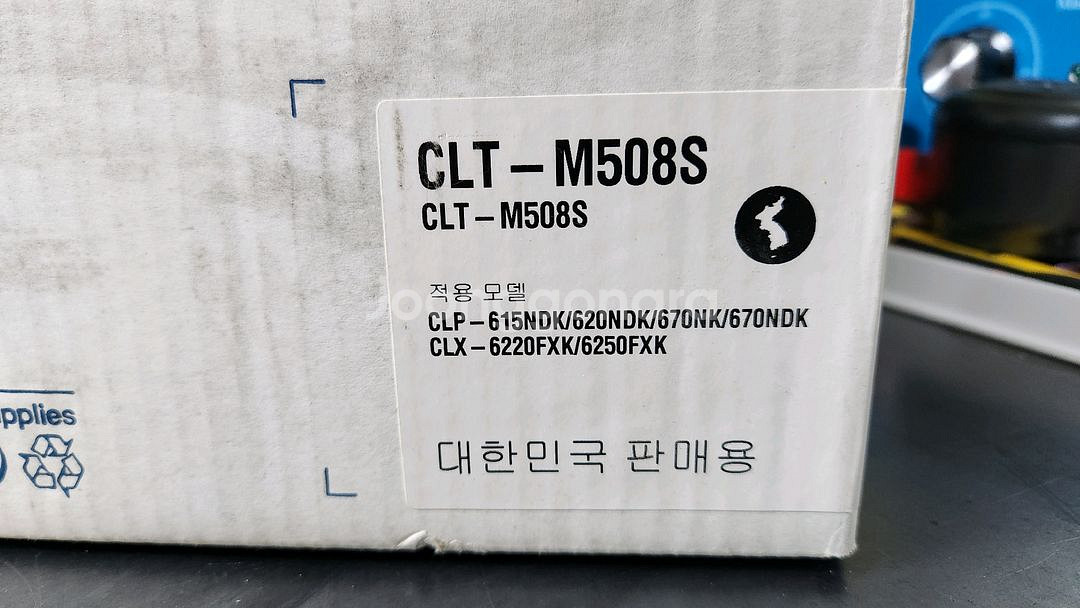 CLT – M508S
CLT – M508S
적용 모델
joonggonara
CLP – 615NDK/620NDK/670NK/670NDK
CLX – 6220FXK/6250FXK
pplies
대한민국 판매용